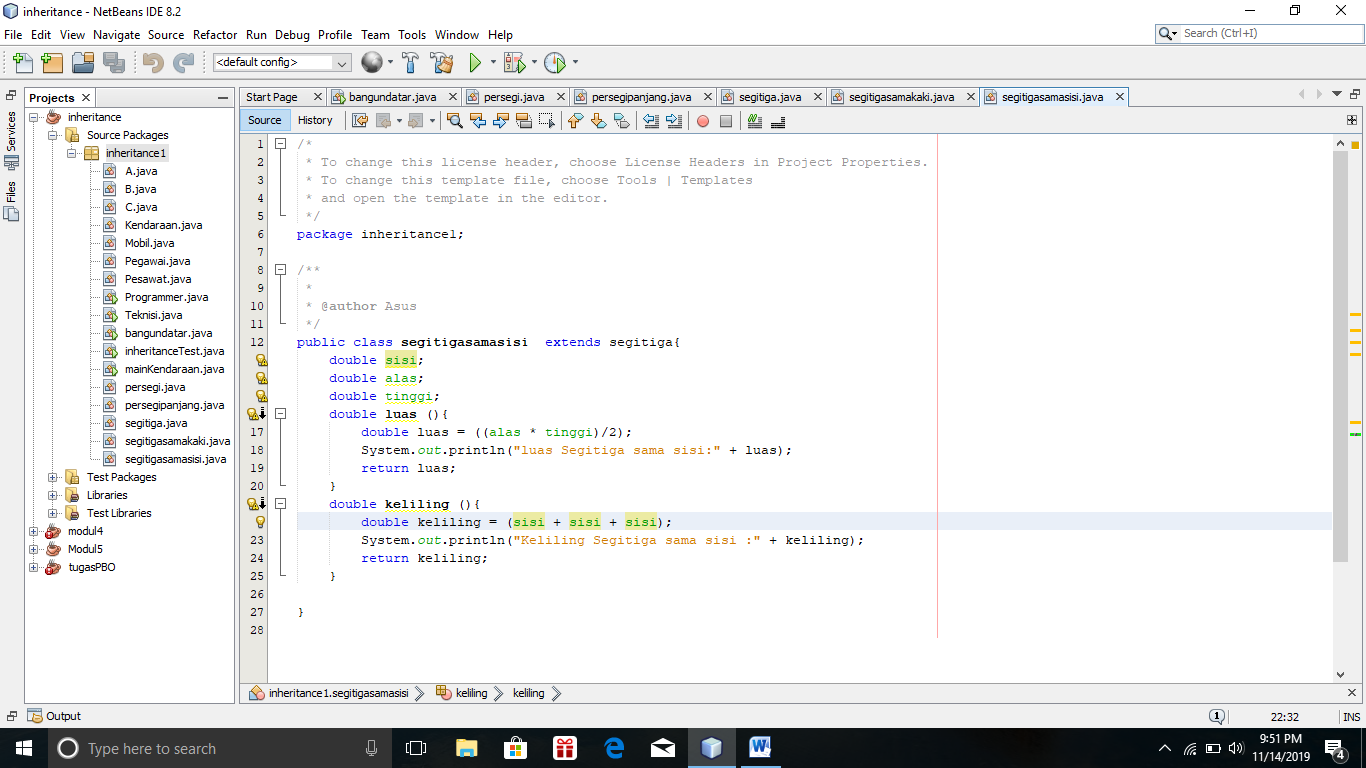 inheritance - NetBeans IDE 8.2
File Edit View Navigate Source Refactor Run Debug Profile Team Tools Window Help
Search (Ctrl+I)
<default config>
Services
Files
Projects
inheritance
Source Packages
inheritance1
A.java
B.java
C.java
Kendaraan.java
Mobil.java
Pegawai.java
Pesawat.java
Programmer.java
Teknisi.java
bangundatar.java
inheritanceTest.java
mainKendaraan.java
persegi.java
persegipanjang.java
segitiga.java
segitigasamakaki.java
segitigasamasisi.java
Test Packages
Libraries
Test Libraries
modul4
Modul5
tugasPBO
Start Page bangundatar.java persegi.java persegipanjang.java segitiga.java segitigasamakaki.java segitigasamasisi.java
Source History
1 /*
2 * To change this license header, choose License Headers in Project Properties.
3 * To change this template file, choose Tools | Templates
4 * and open the template in the editor.
5 */
6 package inheritance1;
7
8 /**
9 *
10 * @author Asus
11 */
12 public class segitigasamasisi  extends segitiga{
double sisi;
double alas;
double tinggi;
double luas (){
17 double luas = ((alas * tinggi)/2);
18 System.out.println("luas Segitiga sama sisi:" + luas);
19 return luas;
20 }
double keliling (){
double keliling = (sisi + sisi + sisi);
23 System.out.println("Keliling Segitiga sama sisi :" + keliling);
24 return keliling;
25 }
26
27 }
28
inheritance1.segitigasamasisi keliling keliling
Output
1 22:32 INS
Type here to search
9:51 PM
11/14/2019
4